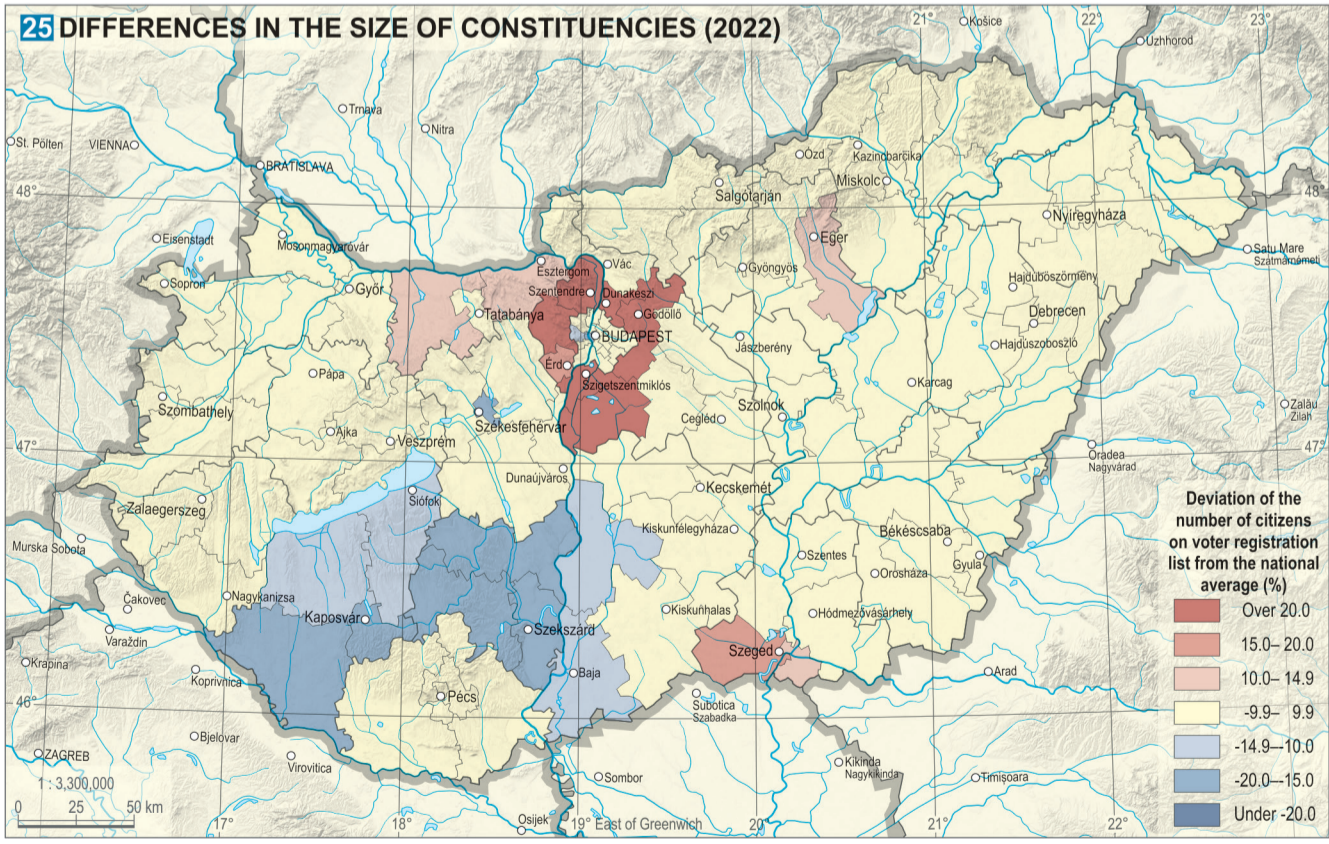 25 DIFFERENCES IN THE SIZE OF CONSTITUENCIES (2022)
21°
22°
23°
Košice
Uzhhorod
Trnava
Nitra
St. Pölten
VIENNA
BRATISLAVA
48°
48°
Ózd
Kazincbarcika
Miskolc
Salgótarján
Nyíregyháza
Eisenstadt
Mosonmagyaróvár
Eger
Satu Mare
Szatmárnémeti
Sopron
Győr
Esztergom
Vác
Gyöngyös
Hajdúböszörmény
Szentendre
Dunakeszi
Gödöllő
Debrecen
Tatabánya
BUDAPEST
Jászberény
Hajdúszoboszló
Pápa
Érd
Szigetszentmiklós
Karcag
Szombathely
Székesfehérvár
Cegléd
Szolnok
Zalău
Zilah
Ajka
Veszprém
47°
47°
Oradea
Nagyvárad
Dunaújváros
Siófok
Kecskemét
Zalaegerszeg
Kiskunfélegyháza
Békéscsaba
Murska Sobota
Szentes
Gyula
Orosháza
Nagykanizsa
Čakovec
Kaposvár
Szekszárd
Kiskunhalas
Hódmezővásárhely
Varaždin
Szeged
Krapina
Koprivnica
Baja
Arad
46°
Pécs
Subotica
Szabadka
Bjelovar
ZAGREB
Virovitica
Sombor
Kikinda
Nagykikinda
Timișoara
Osijek
1 : 3,300,000
0 25 50 km
17°
18°
19° East of Greenwich
20°
21°
22°
Deviation of the
number of citizens
on voter registration
list from the national
average (%)
Over 20.0
15.0– 20.0
10.0– 14.9
-9.9– 9.9
-14.9–-10.0
-20.0–-15.0
Under -20.0